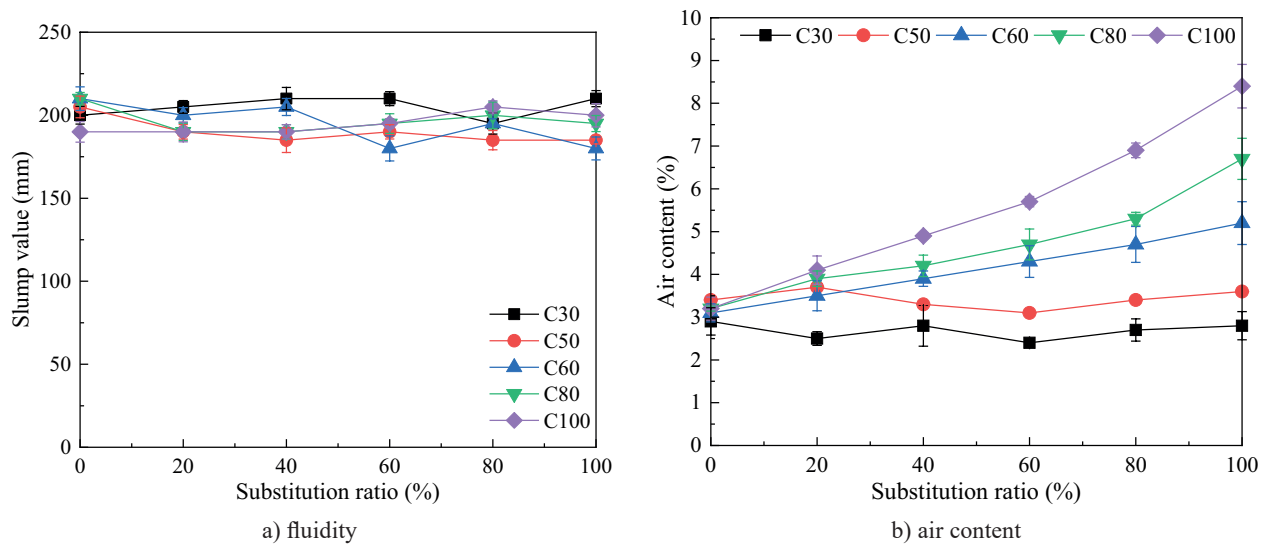 250
200
150
100
50
0
Slump value (mm)
C30
C50
C60
C80
C100
0 20 40 60 80 100
Substitution ratio (%)
a) fluidity
10
9
8
7
6
5
4
3
2
1
0
Air content (%)
C30 C50 C60 C80 C100
0 20 40 60 80 100
Substitution ratio (%)
b) air content